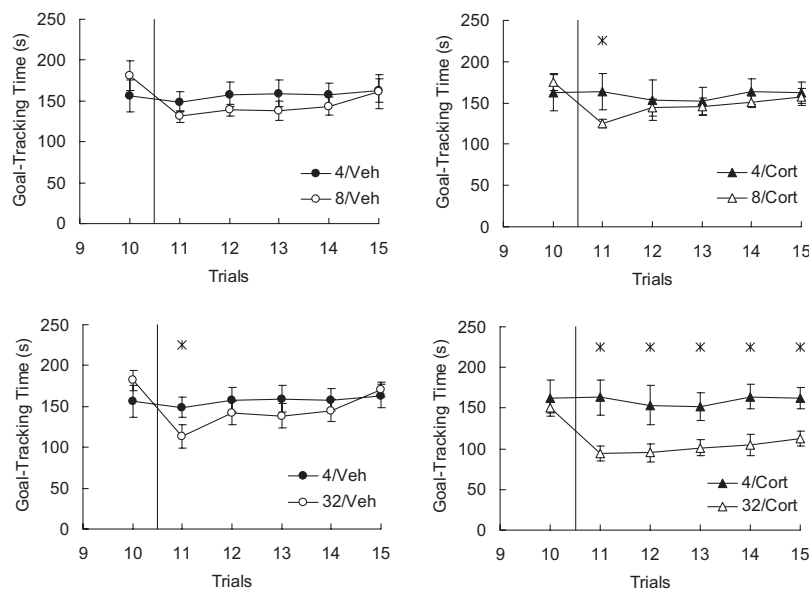 250
200
150
100
50
0
Goal-Tracking Time (s)
4/Veh
8/Veh
9 10 11 12 13 14 15
Trials
250
200
150
100
50
0
Goal-Tracking Time (s)
*
4/Cort
8/Cort
9 10 11 12 13 14 15
Trials
250
200
150
100
50
0
Goal-Tracking Time (s)
*
4/Veh
32/Veh
9 10 11 12 13 14 15
Trials
250
200
150
100
50
0
Goal-Tracking Time (s)
* * * * *
4/Cort
32/Cort
9 10 11 12 13 14 15
Trials